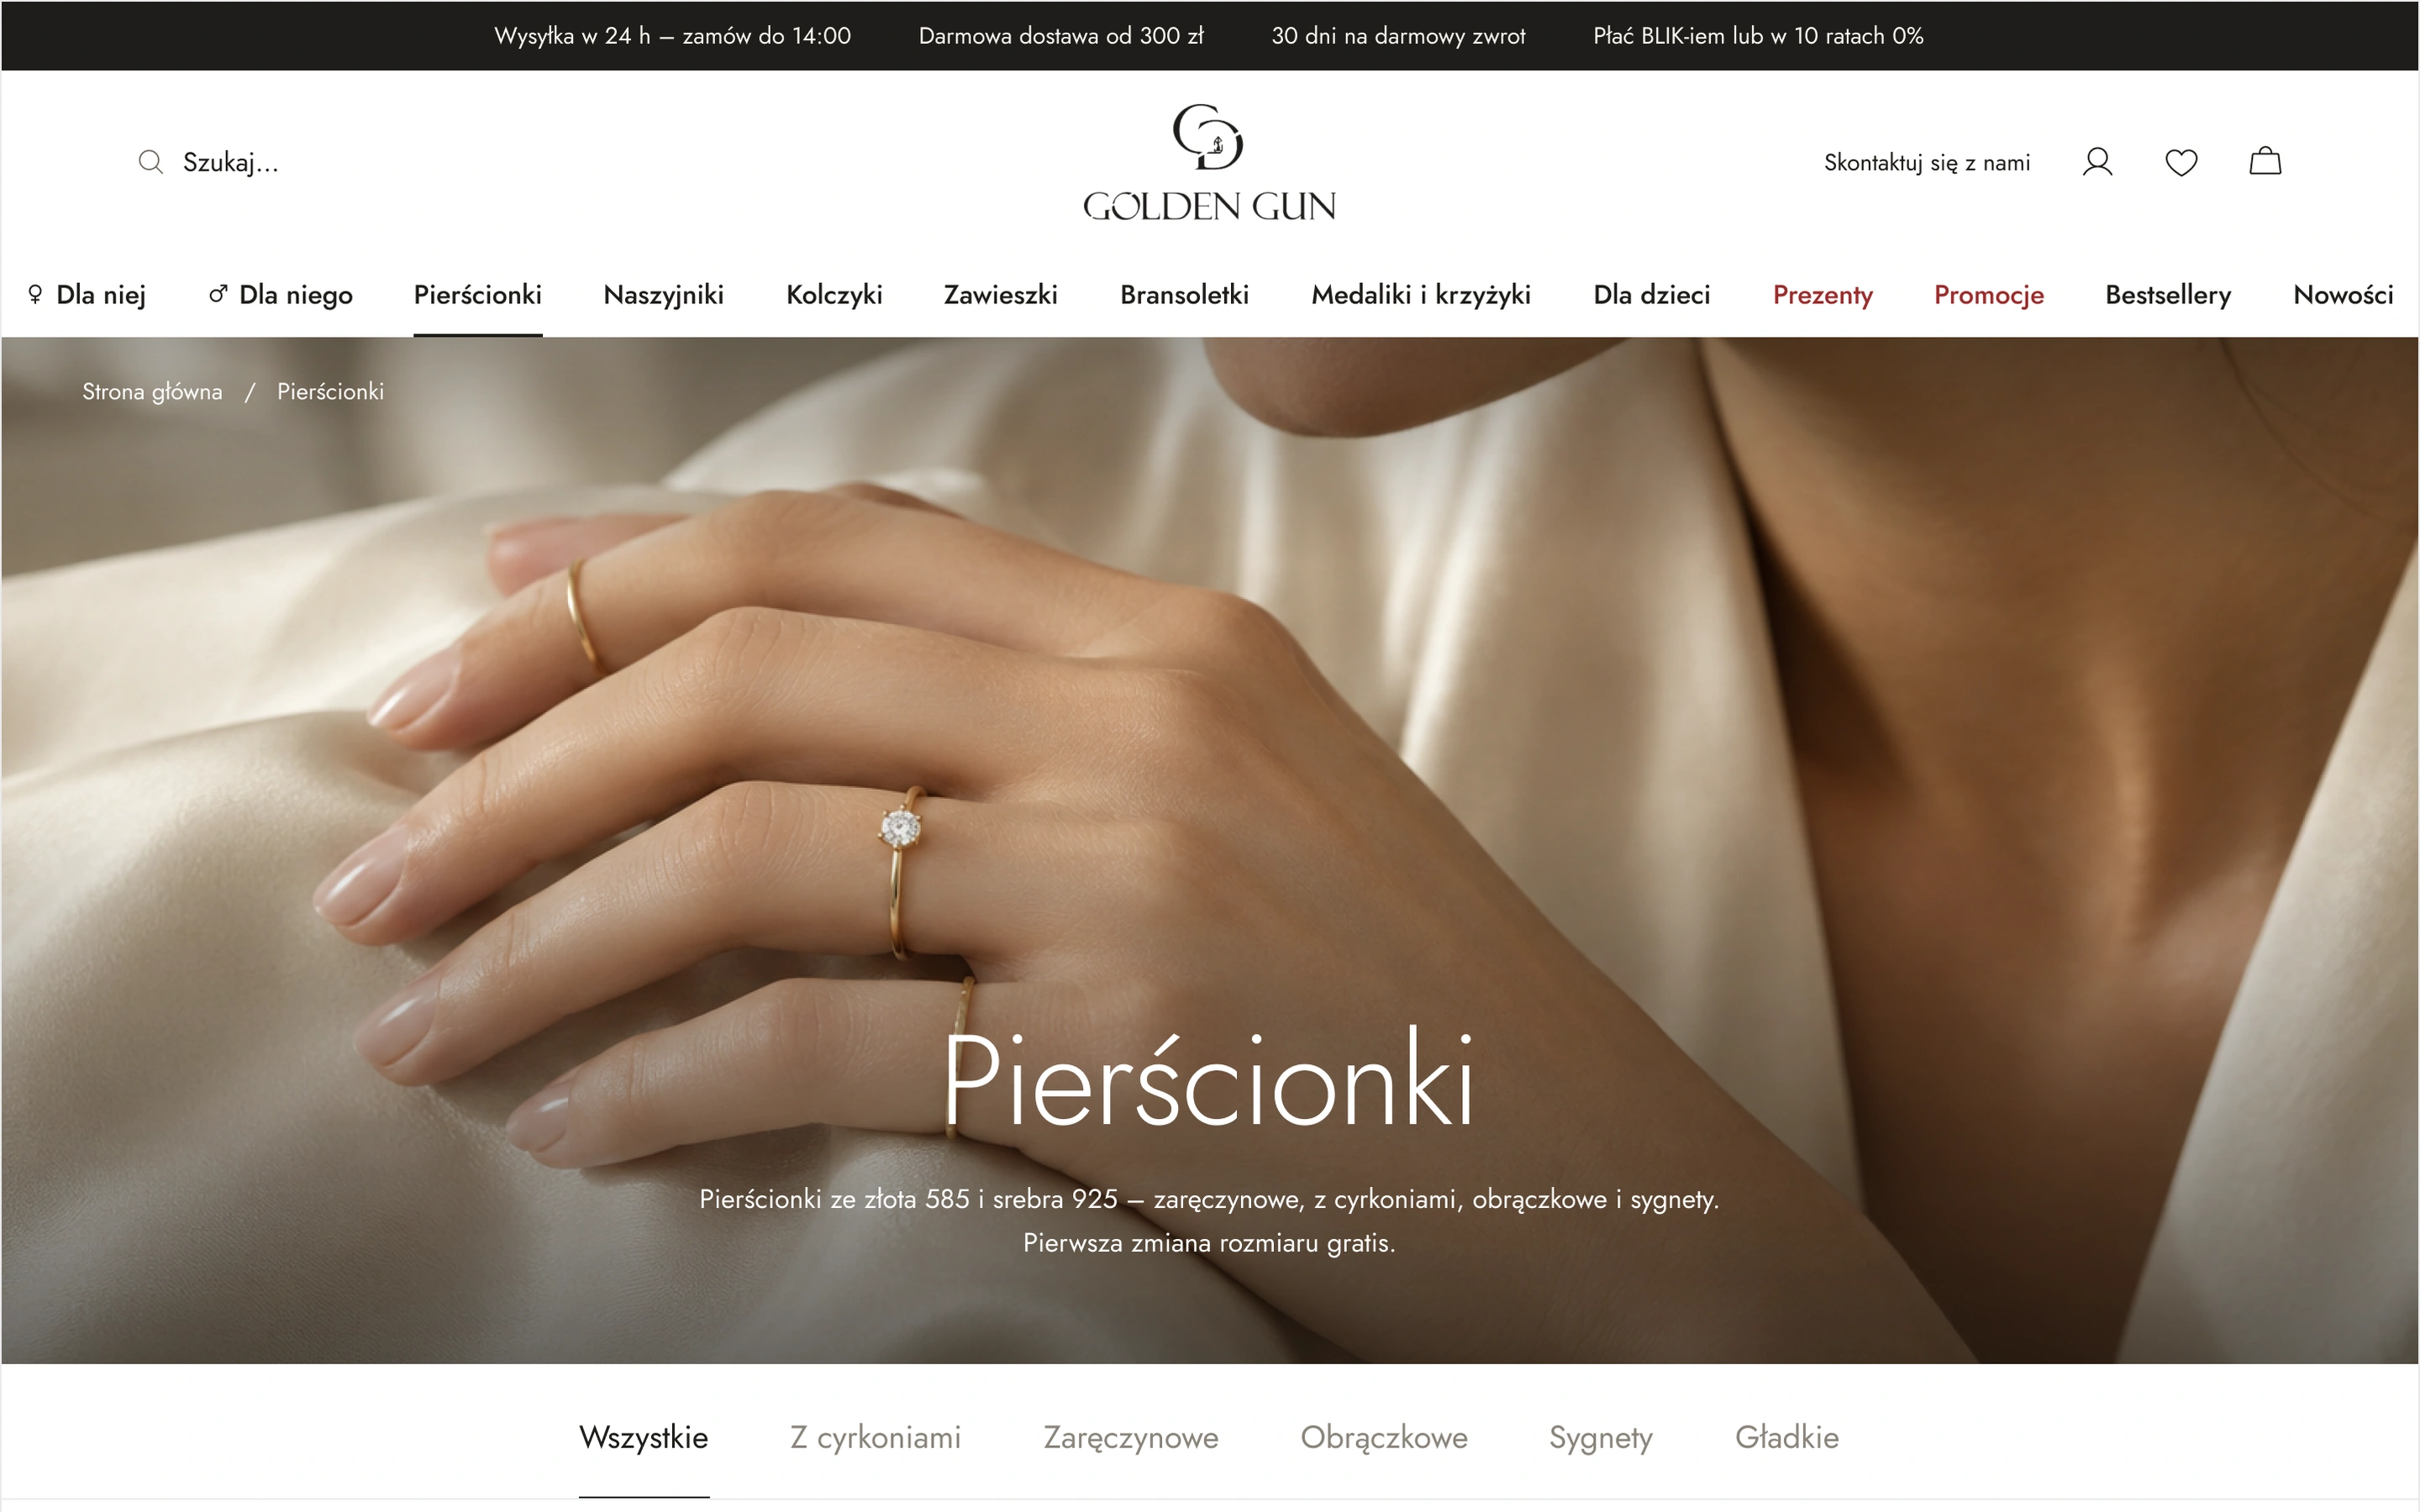 Wysyłka w 24 h – zamów do 14:00 Darmowa dostawa od 300 zł 30 dni na darmowy zwrot Płać BLIK-iem lub w 10 ratach 0%
Szukaj...
GOLDEN GUN
Skontaktuj się z nami
Dla niej Dla niego Pierścionki Naszyjniki Kolczyki Zawieszki Bransoletki Medaliki i krzyżyki Dla dzieci Prezenty Promocje Bestsellery Nowości
Strona główna / Pierścionki
Pierścionki
Pierścionki ze złota 585 i srebra 925 – zaręczynowe, z cyrkoniami, obrączkowe i sygnety.
Pierwsza zmiana rozmiaru gratis.
Wszystkie Z cyrkoniami Zaręczynowe Obrączkowe Sygnety Gładkie